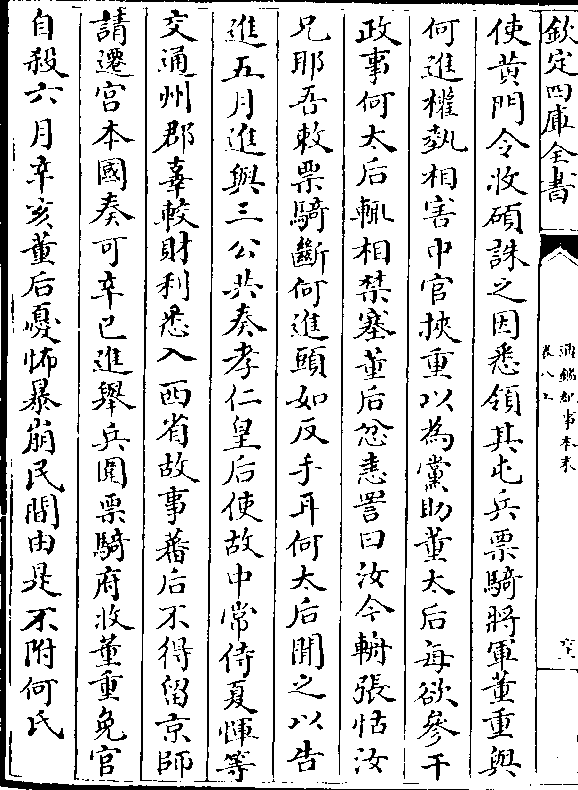 欽定四庫全書
通鑑紀事本末
卷八上
使黄門令收碩誅之因悉領其屯兵票騎將軍董重與
何進權勢相害中官挾重以為黨助董太后每欲參干
政事何太后輒相禁塞董后忿恚詈曰汝今輈張怙汝
兄耶吾敕票騎斷何進頭如反手耳何太后聞之以告
進五月進與三公共奏孝仁皇后使故中常侍夏惲等
交通州郡辜較財利悉入西省故事蕃后不得留京師
請遷宮本國奏可辛巳進舉兵圍票騎府收董重免官
自殺六月辛亥董后憂怖暴崩民間由是不附何氏